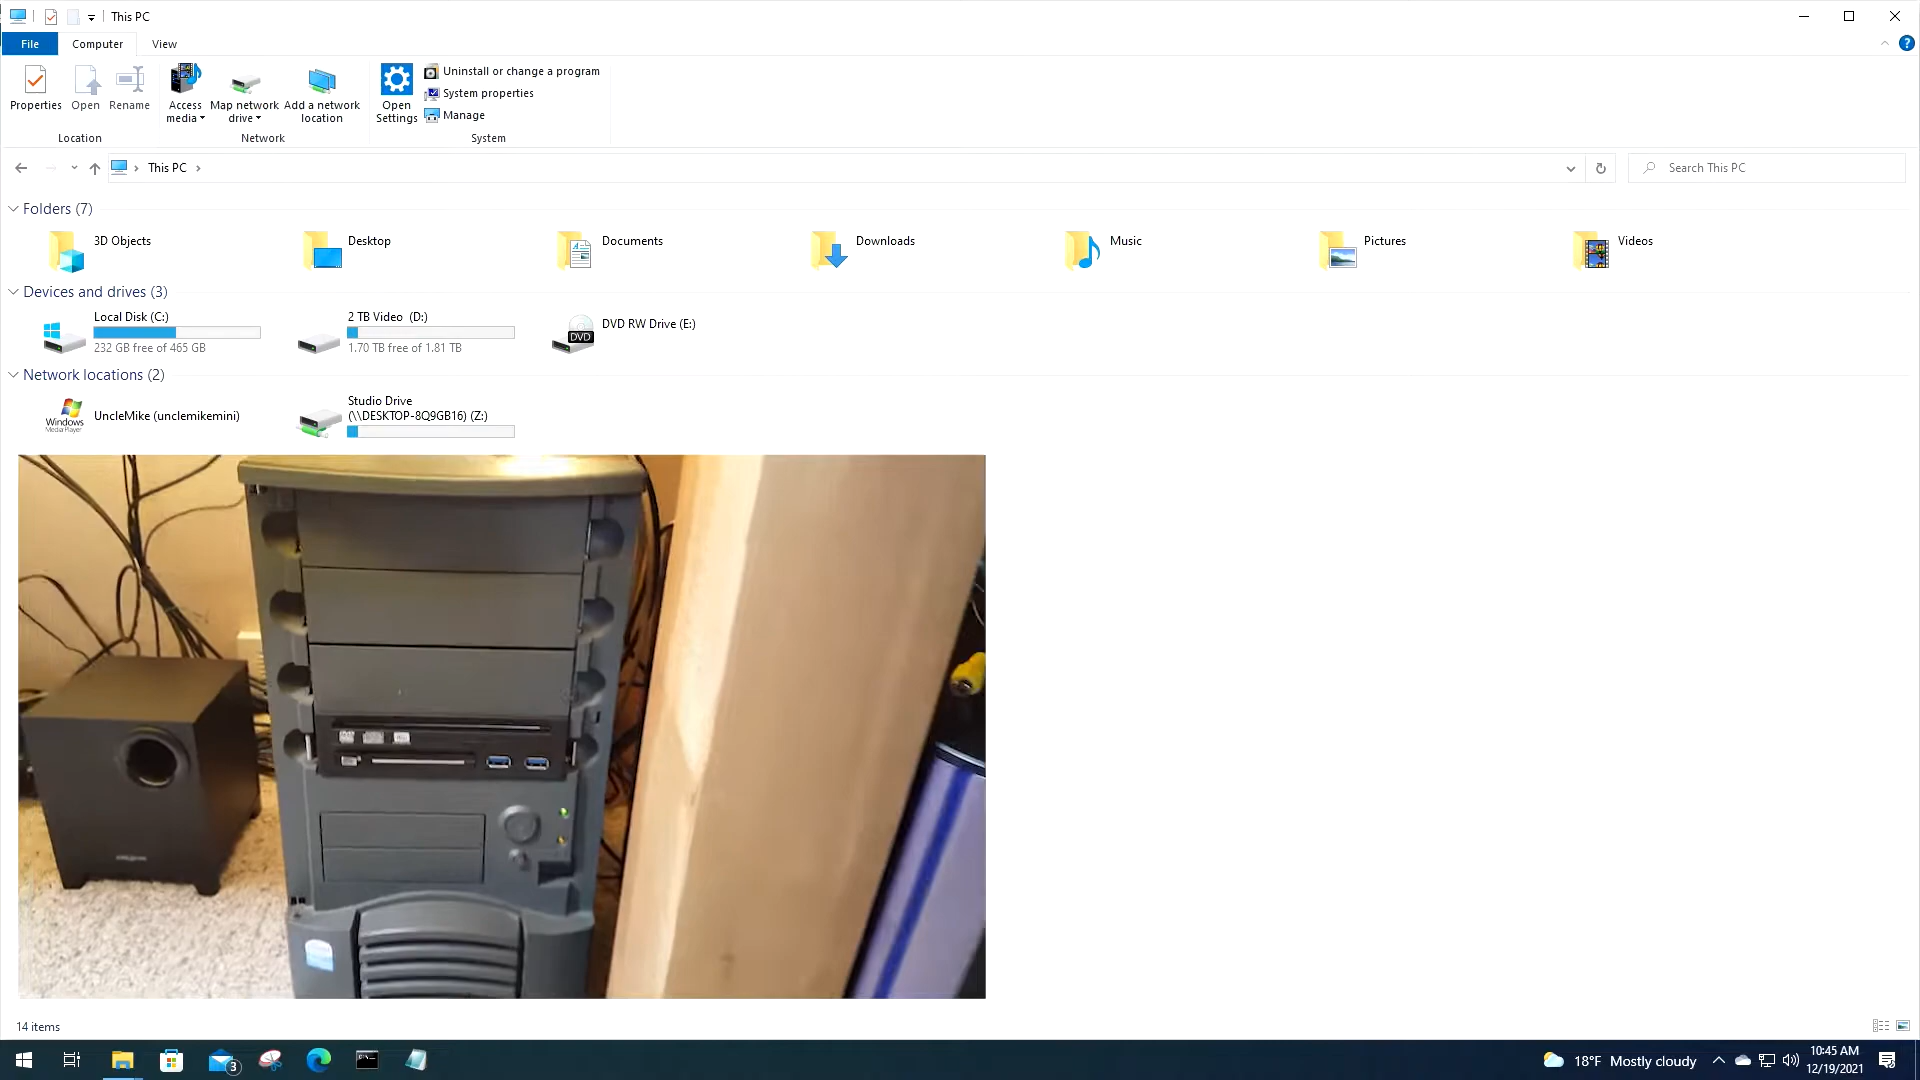 This PC
File
Computer
View
Properties
Open
Rename
Access
media
Map network
drive
Add a network
location
Open
Settings
Uninstall or change a program
System properties
Manage
Location
Network
System
This PC
Search This PC
Folders (7)
3D Objects
Desktop
Documents
Downloads
Music
Pictures
Videos
Devices and drives (3)
Local Disk (C:)
232 GB free of 465 GB
2 TB Video (D:)
1.70 TB free of 1.81 TB
DVD
DVD RW Drive (E:)
Network locations (2)
Windows
Media Player
UncleMike (unclemikemini)
Studio Drive
(\\DESKTOP-8Q9GB16) (Z:)
14 items
3
18°F Mostly cloudy
10:45 AM
12/19/2021